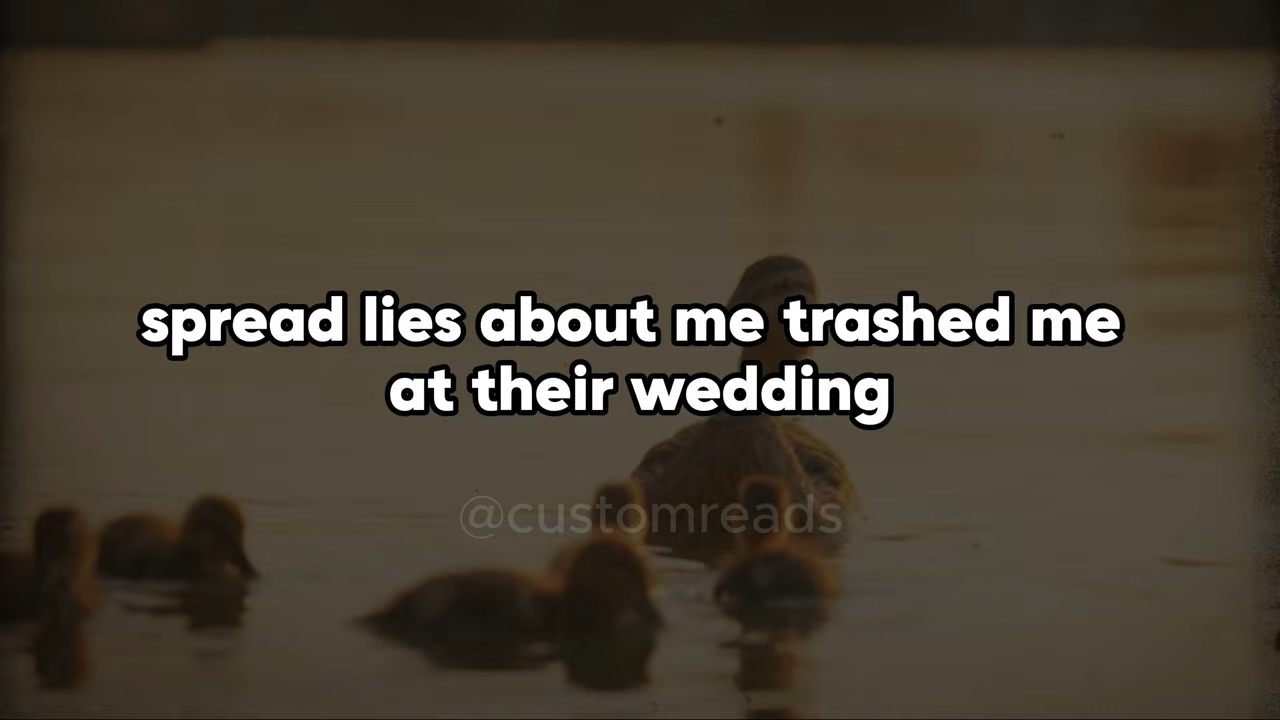 spread lies about me trashed me
at their wedding
@customreads